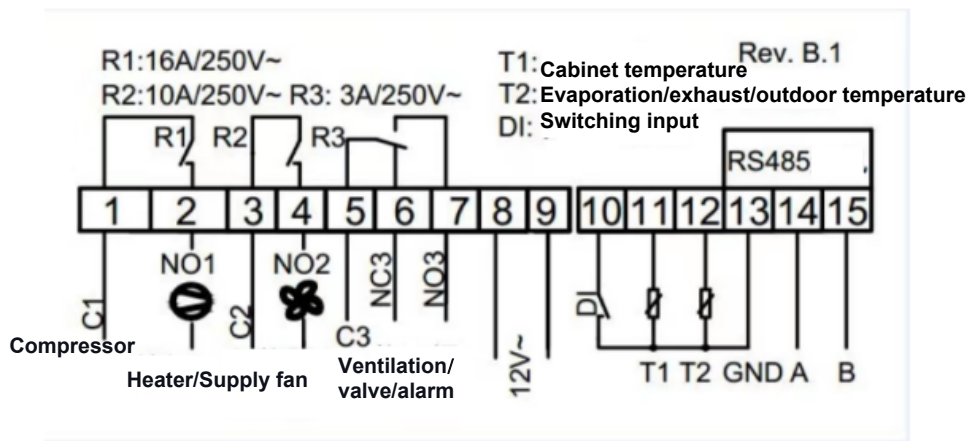 R1:16A/250V~
R2:10A/250V~ R3: 3A/250V~
T1: Cabinet temperature
Rev. B.1
T2: Evaporation/exhaust/outdoor temperature
DI: Switching input
R1 R2 R3
RS485
1 2 3 4 5 6 7 8 9 10 11 12 13 14 15
NO1 NO2
C1 C2 C3 NC3 NO3
12V~
DI
T1 T2 GND A B
Compressor
Heater/Supply fan
Ventilation/
valve/alarm